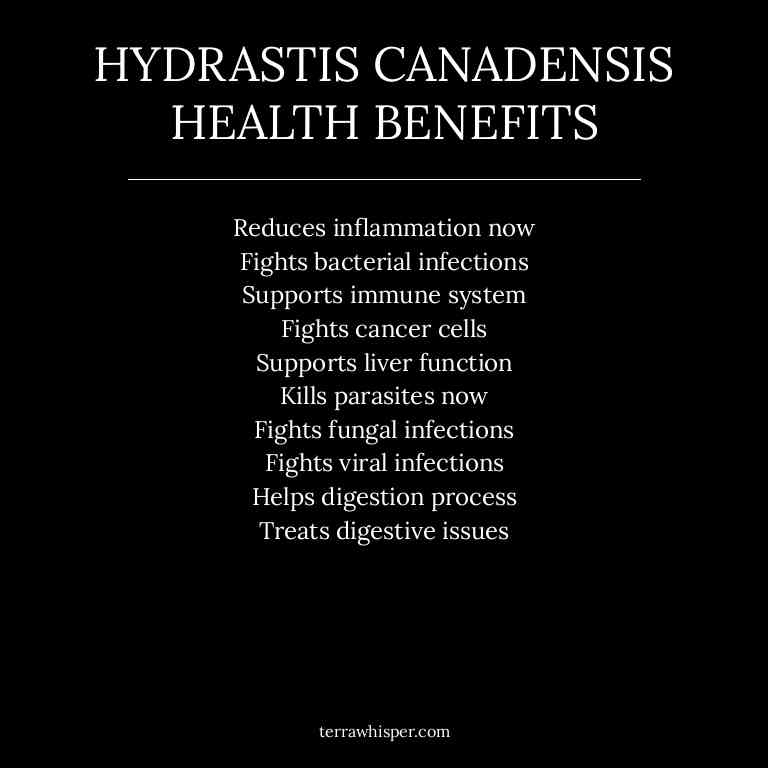 HYDRASTIS CANADENSIS
HEALTH BENEFITS
Reduces inflammation now
Fights bacterial infections
Supports immune system
Fights cancer cells
Supports liver function
Kills parasites now
Fights fungal infections
Fights viral infections
Helps digestion process
Treats digestive issues
terrawhisper.com